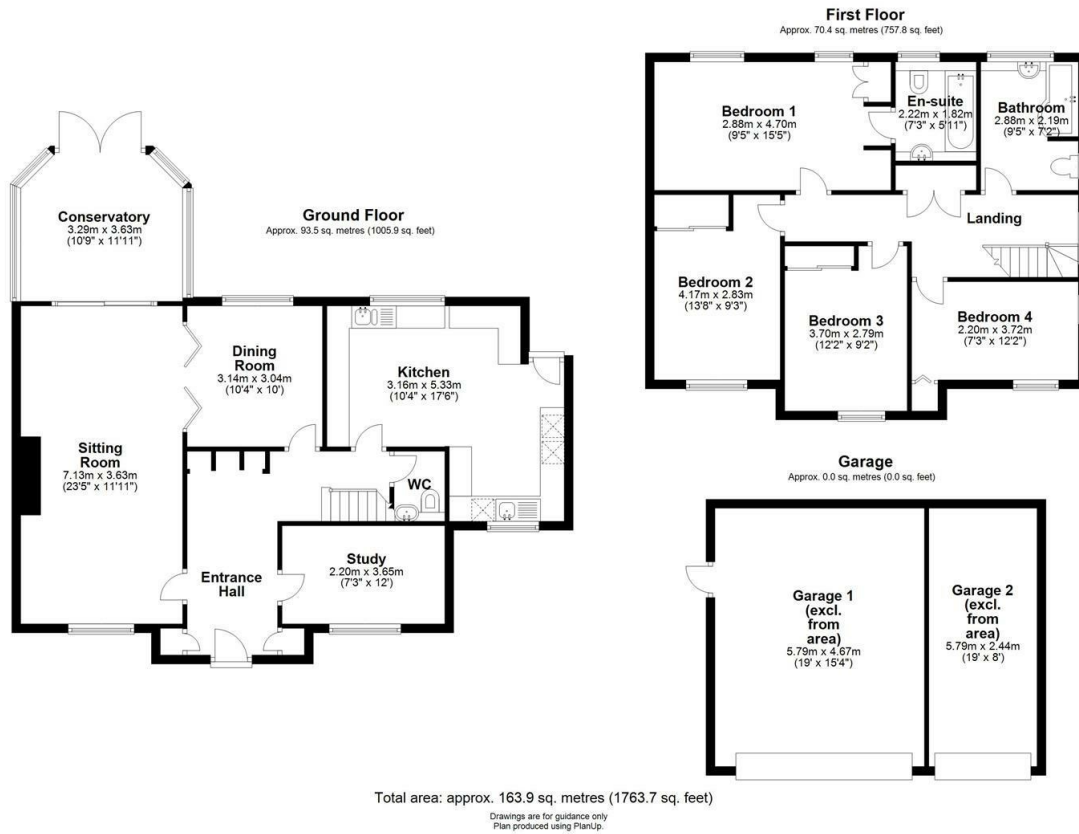 First Floor
Approx. 70.4 sq. metres (757.8 sq. feet)
Bedroom 1
2.88m x 4.70m
(9'5" x 15'5")
En-suite
2.22m x 1.82m
(7'3" x 5'11")
Bathroom
2.88m x 2.19m
(9'5" x 7'2")
Landing
Bedroom 2
4.17m x 2.83m
(13'8" x 9'3")
Bedroom 3
3.70m x 2.79m
(12'2" x 9'2")
Bedroom 4
2.20m x 3.72m
(7'3" x 12'2")
Ground Floor
Approx. 93.5 sq. metres (1005.9 sq. feet)
Conservatory
3.29m x 3.63m
(10'9" x 11'11")
Dining
Room
3.14m x 3.04m
(10'4" x 10')
Kitchen
3.16m x 5.33m
(10'4" x 17'6")
Sitting
Room
7.13m x 3.63m
(23'5" x 11'11")
WC
Study
2.20m x 3.65m
(7'3" x 12')
Entrance
Hall
Garage
Approx. 0.0 sq. metres (0.0 sq. feet)
Garage 1
(excl.
from
area)
5.79m x 4.67m
(19' x 15'4")
Garage 2
(excl.
from
area)
5.79m x 2.44m
(19' x 8')
Total area: approx. 163.9 sq. metres (1763.7 sq. feet)
Drawings are for guidance only
Plan produced using PlanUp.